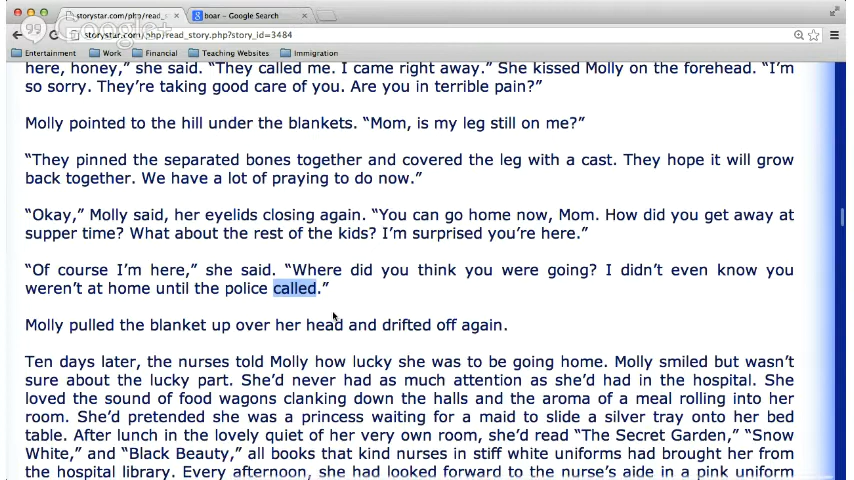 storystar.com/php/read_s
boar - Google Search
Google+
storystar.com/php/read_story.php?story_id=3484
Entertainment Work Financial Teaching Websites Immigration
here, honey,” she said. “They called me. I came right away.” She kissed Molly on the forehead. “I’m
so sorry. They’re taking good care of you. Are you in terrible pain?”
Molly pointed to the hill under the blankets. “Mom, is my leg still on me?”
“They pinned the separated bones together and covered the leg with a cast. They hope it will grow
back together. We have a lot of praying to do now.”
“Okay,” Molly said, her eyelids closing again. “You can go home now, Mom. How did you get away at
supper time? What about the rest of the kids? I’m surprised you’re here.”
“Of course I’m here,” she said. “Where did you think you were going? I didn’t even know you
weren’t at home until the police called.”
Molly pulled the blanket up over her head and drifted off again.
Ten days later, the nurses told Molly how lucky she was to be going home. Molly smiled but wasn’t
sure about the lucky part. She’d never had as much attention as she’d had in the hospital. She
loved the sound of food wagons clanking down the halls and the aroma of a meal rolling into her
room. She’d pretended she was a princess waiting for a maid to slide a silver tray onto her bed
table. After lunch in the lovely quiet of her very own room, she’d read “The Secret Garden,” “Snow
White,” and “Black Beauty,” all books that kind nurses in stiff white uniforms had brought her from
the hospital library. Every afternoon, she had looked forward to the nurse’s aide in a pink uniform